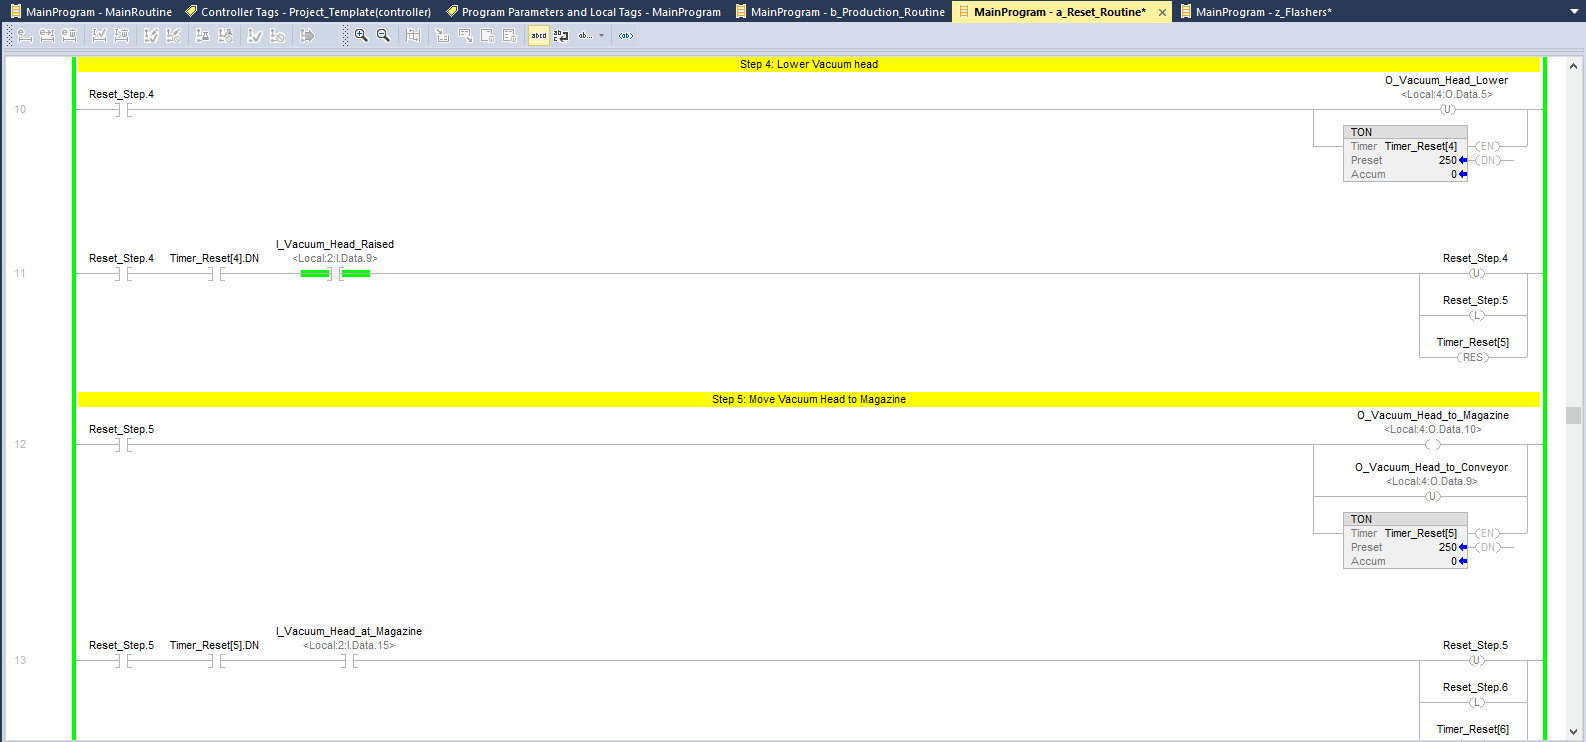 MainProgram - MainRoutine
Controller Tags - Project_Template(controller)
Program Parameters and Local Tags - MainProgram
MainProgram - b_Production_Routine
MainProgram - a_Reset_Routine*
MainProgram - z_Flashers*
abcd
ab...
Step 4: Lower Vacuum head
10
Reset_Step.4
O_Vacuum_Head_Lower
<Local:4:O.Data.5>
U
TON
Timer Timer_Reset[4]
EN
Preset 250
DN
Accum 0
11
Reset_Step.4
Timer_Reset[4].DN
I_Vacuum_Head_Raised
<Local:2:I.Data.9>
Reset_Step.4
U
Reset_Step.5
L
Timer_Reset[5]
RES
Step 5: Move Vacuum Head to Magazine
12
Reset_Step.5
O_Vacuum_Head_to_Magazine
<Local:4:O.Data.10>
O_Vacuum_Head_to_Conveyor
<Local:4:O.Data.9>
U
TON
Timer Timer_Reset[5]
EN
Preset 250
DN
Accum 0
13
Reset_Step.5
Timer_Reset[5].DN
I_Vacuum_Head_at_Magazine
<Local:2:I.Data.15>
Reset_Step.5
U
Reset_Step.6
L
Timer_Reset[6]